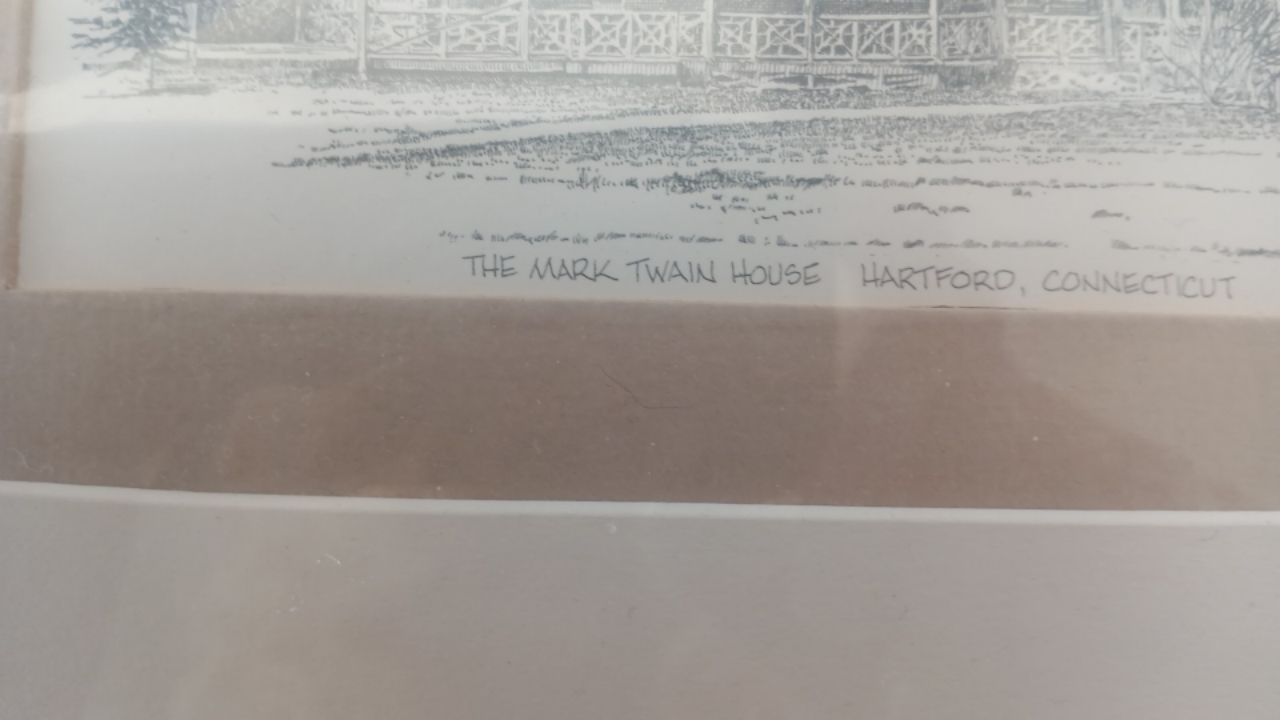 THE MARK TWAIN HOUSE HARTFORD, CONNECTICUT